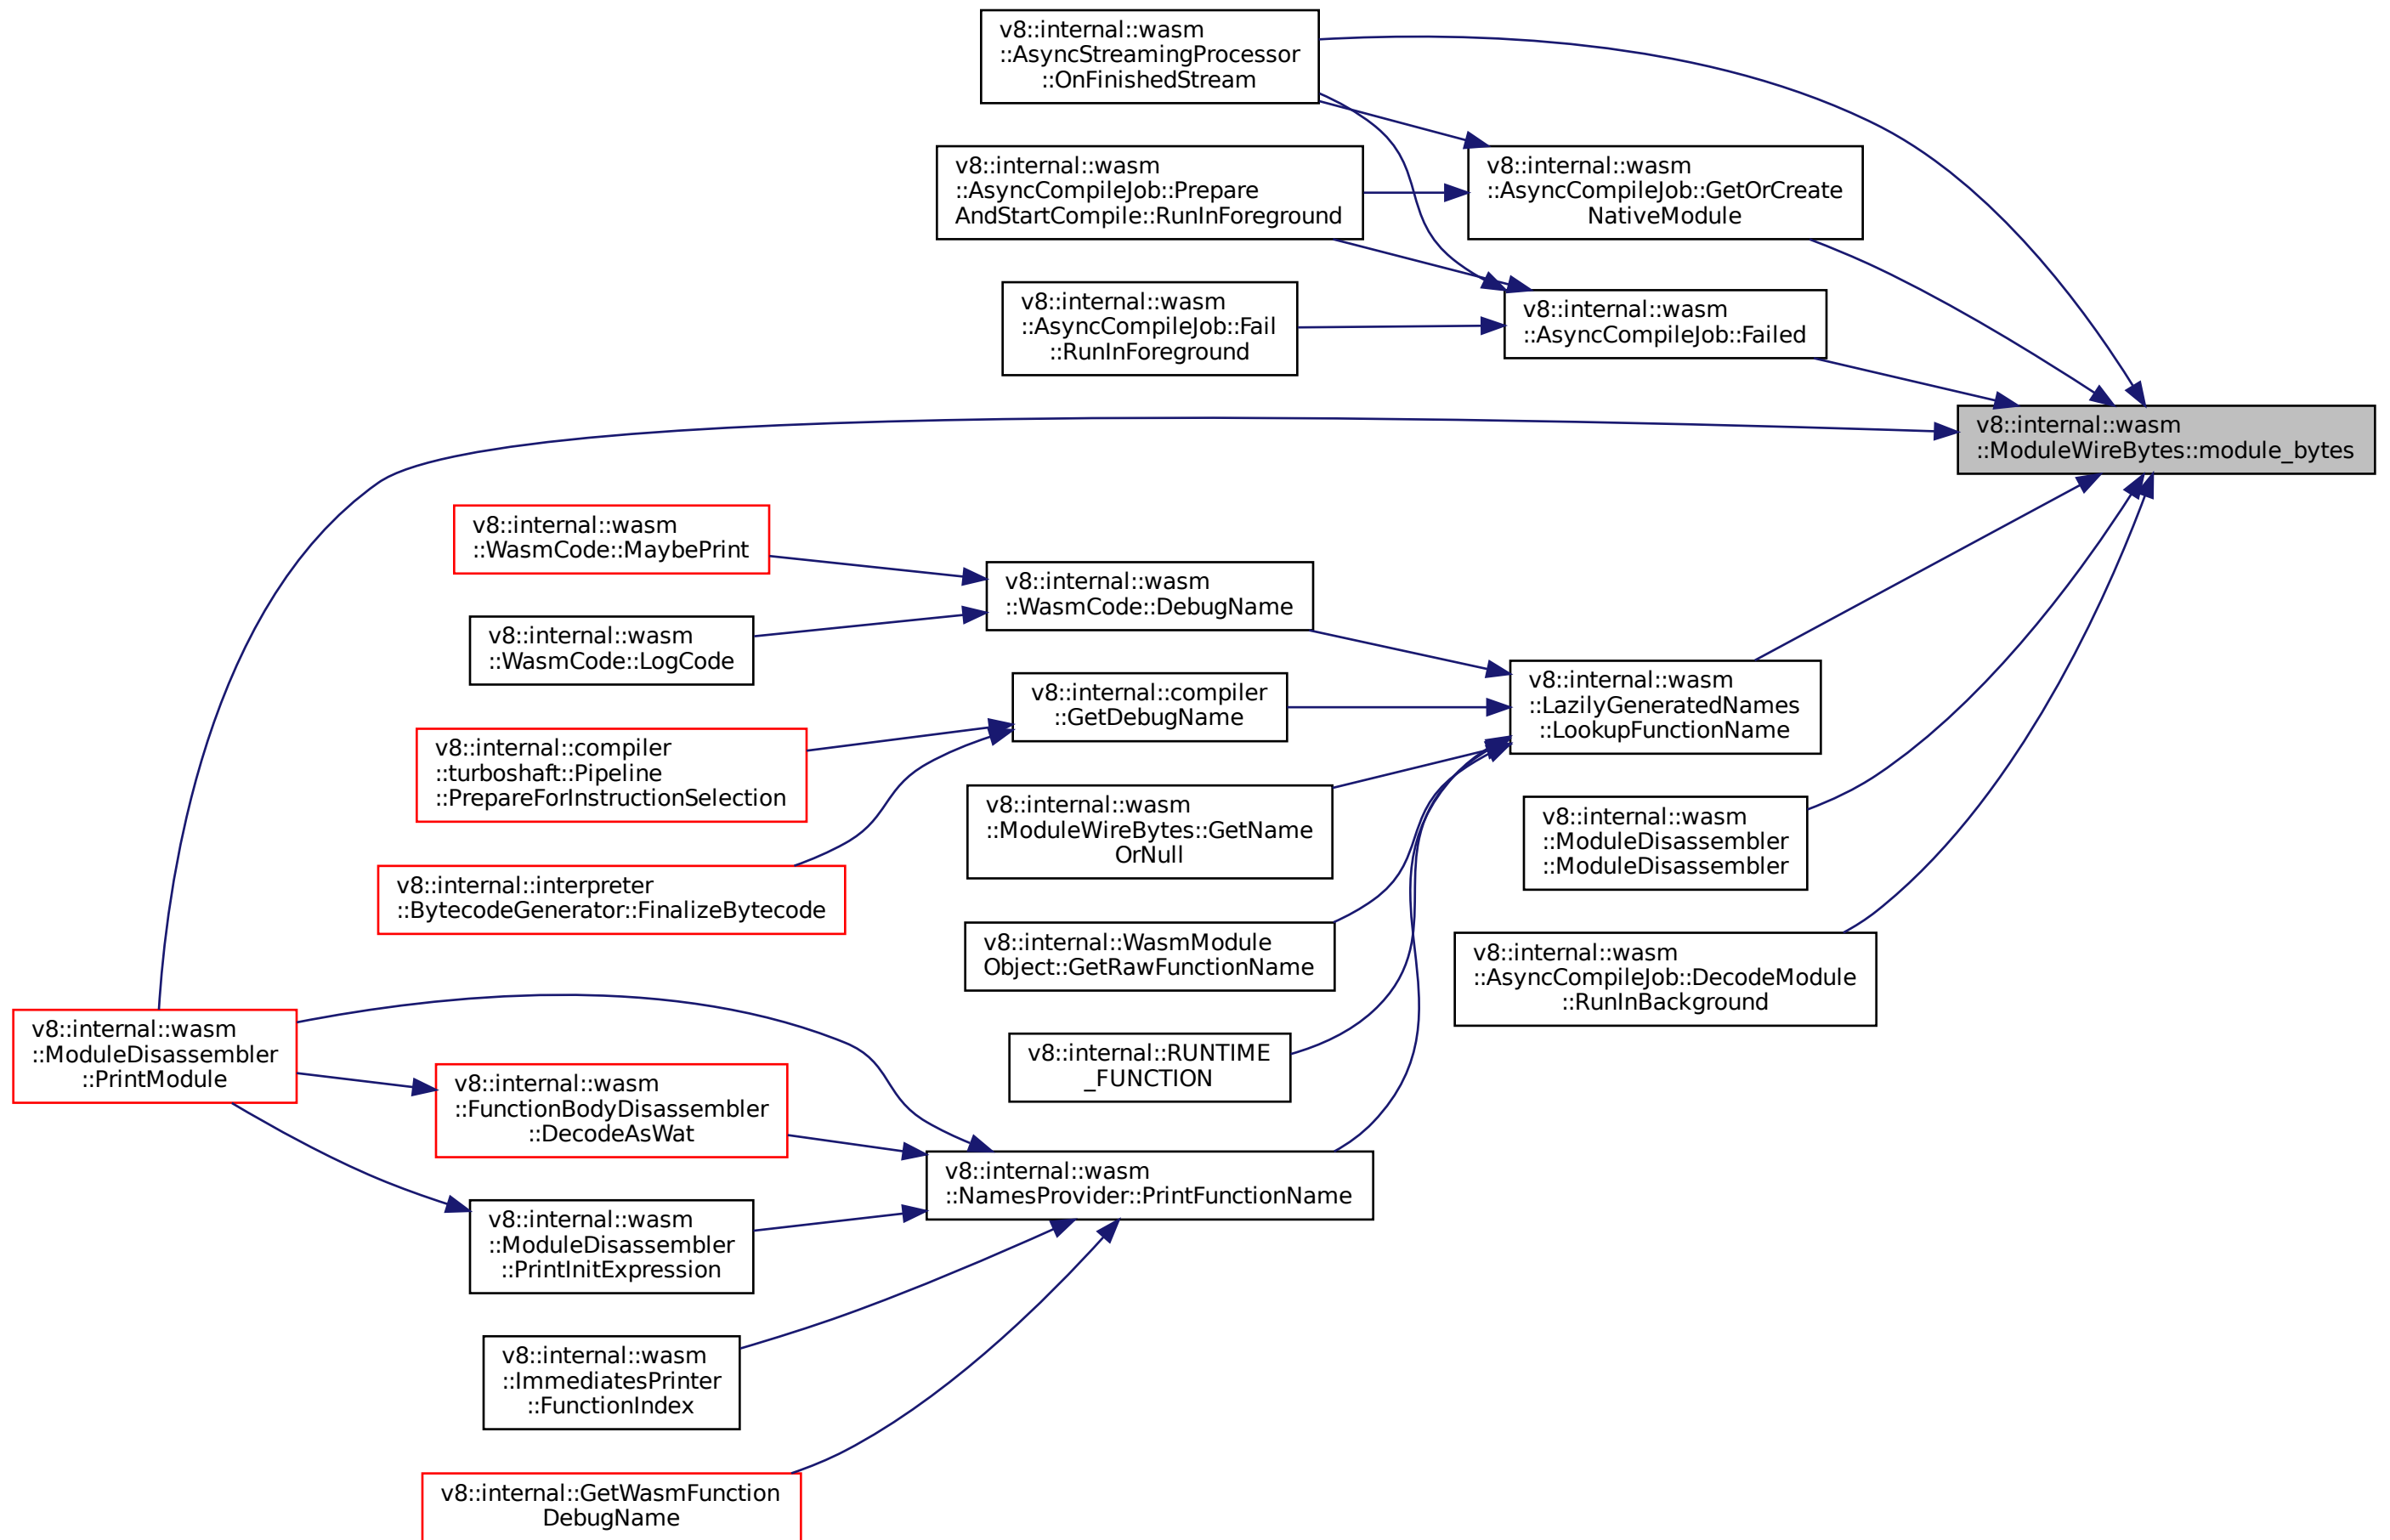 v8::internal::wasm
::AsyncStreamingProcessor
::OnFinishedStream
v8::internal::wasm
::AsyncCompileJob::Prepare
AndStartCompile::RunInForeground
v8::internal::wasm
::AsyncCompileJob::GetOrCreate
NativeModule
v8::internal::wasm
::AsyncCompileJob::Fail
::RunInForeground
v8::internal::wasm
::AsyncCompileJob::Failed
v8::internal::wasm
::ModuleWireBytes::module_bytes
v8::internal::wasm
::WasmCode::MaybePrint
v8::internal::wasm
::WasmCode::DebugName
v8::internal::wasm
::WasmCode::LogCode
v8::internal::compiler
::GetDebugName
v8::internal::wasm
::LazilyGeneratedNames
::LookupFunctionName
v8::internal::compiler
::turboshaft::Pipeline
::PrepareForInstructionSelection
v8::internal::wasm
::ModuleWireBytes::GetName
OrNull
v8::internal::wasm
::ModuleDisassembler
::ModuleDisassembler
v8::internal::interpreter
::BytecodeGenerator::FinalizeBytecode
v8::internal::WasmModule
Object::GetRawFunctionName
v8::internal::wasm
::AsyncCompileJob::DecodeModule
::RunInBackground
v8::internal::wasm
::ModuleDisassembler
::PrintModule
v8::internal::RUNTIME
_FUNCTION
v8::internal::wasm
::FunctionBodyDisassembler
::DecodeAsWat
v8::internal::wasm
::NamesProvider::PrintFunctionName
v8::internal::wasm
::ModuleDisassembler
::PrintInitExpression
v8::internal::wasm
::ImmediatesPrinter
::FunctionIndex
v8::internal::GetWasmFunction
DebugName